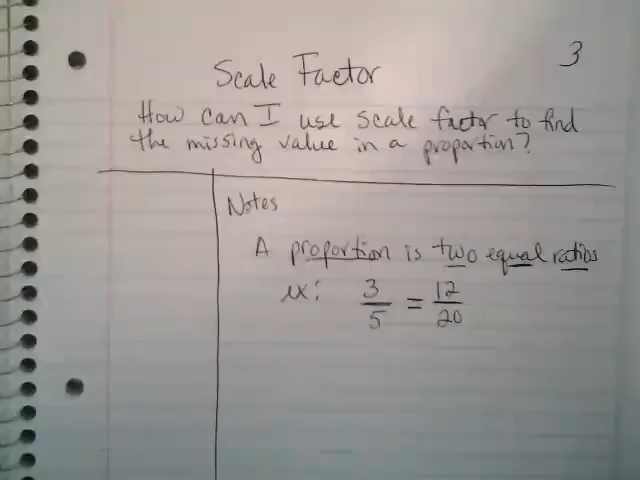 3
Scale Factor
How can I use scale factor to find
the missing value in a proportion?
Notes
A proportion is two equal ratios
ex: 3/5 = 12/20